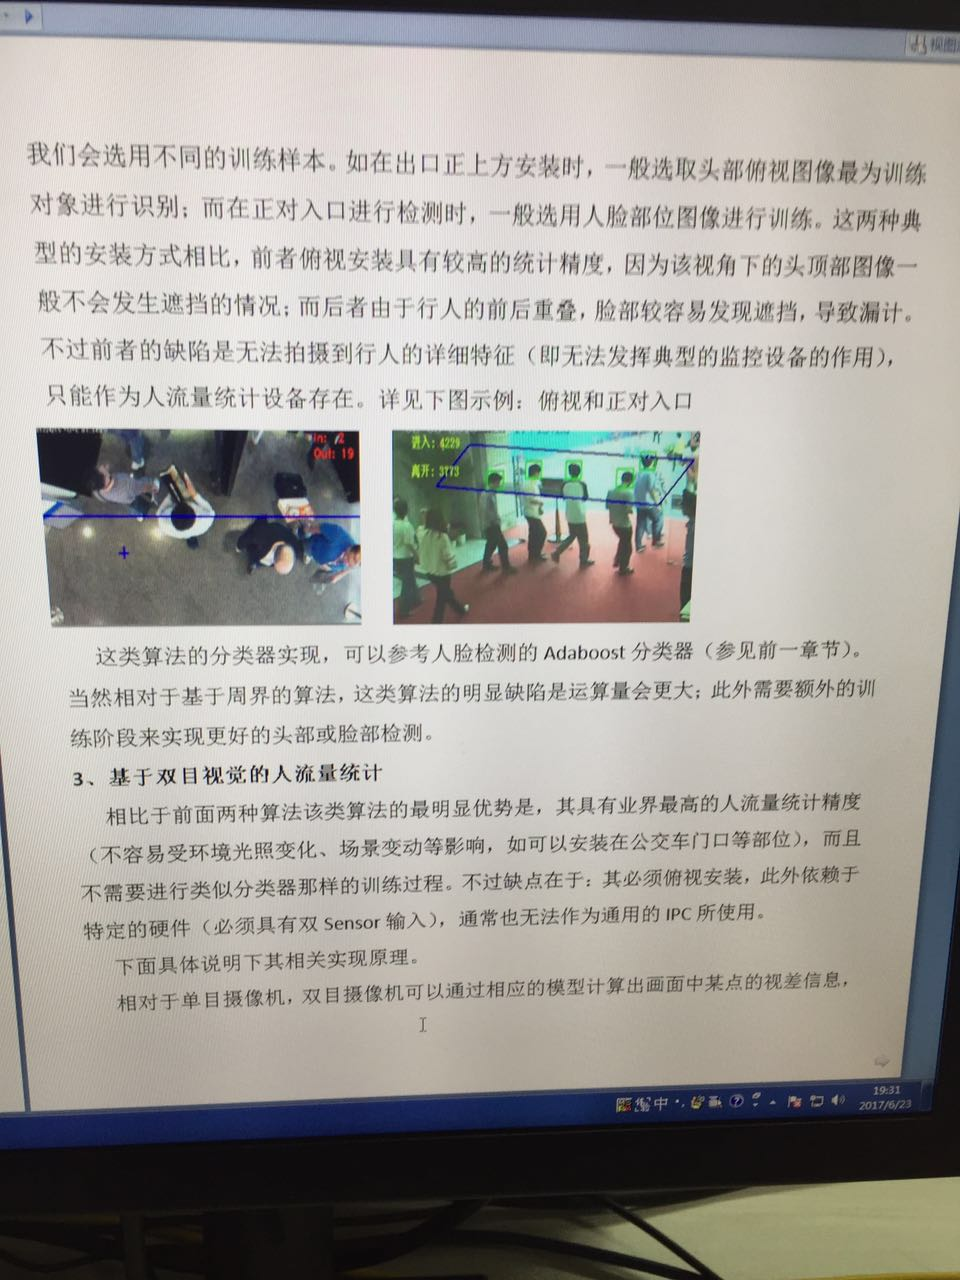 视图
我们会选用不同的训练样本。如在出口正上方安装时，一般选取头部俯视图像最为训练
对象进行识别；而在正对入口进行检测时，一般选用人脸部位图像进行训练。这两种典
型的安装方式相比，前者俯视安装具有较高的统计精度，因为该视角下的头顶部图像一
般不会发生遮挡的情况；而后者由于行人的前后重叠，脸部较容易发现遮挡，导致漏计。
不过前者的缺陷是无法拍摄到行人的详细特征（即无法发挥典型的监控设备的作用），
只能作为人流量统计设备存在。详见下图示例：俯视和正对入口
In: 2
Out: 19
进入: 4229
离开: 3773
这类算法的分类器实现，可以参考人脸检测的 Adaboost 分类器（参见前一章节）。
当然相对于基于周界的算法，这类算法的明显缺陷是运算量会更大；此外需要额外的训
练阶段来实现更好的头部或脸部检测。
3、基于双目视觉的人流量统计
相比于前面两种算法该类算法的最明显优势是，其具有业界最高的人流量统计精度
（不容易受环境光照变化、场景变动等影响，如可以安装在公交车门口等部位），而且
不需要进行类似分类器那样的训练过程。不过缺点在于：其必须俯视安装，此外依赖于
特定的硬件（必须具有双 Sensor 输入），通常也无法作为通用的 IPC 所使用。
下面具体说明下其相关实现原理。
相对于单目摄像机，双目摄像机可以通过相应的模型计算出画面中某点的视差信息，
中
19:31
2017/6/23